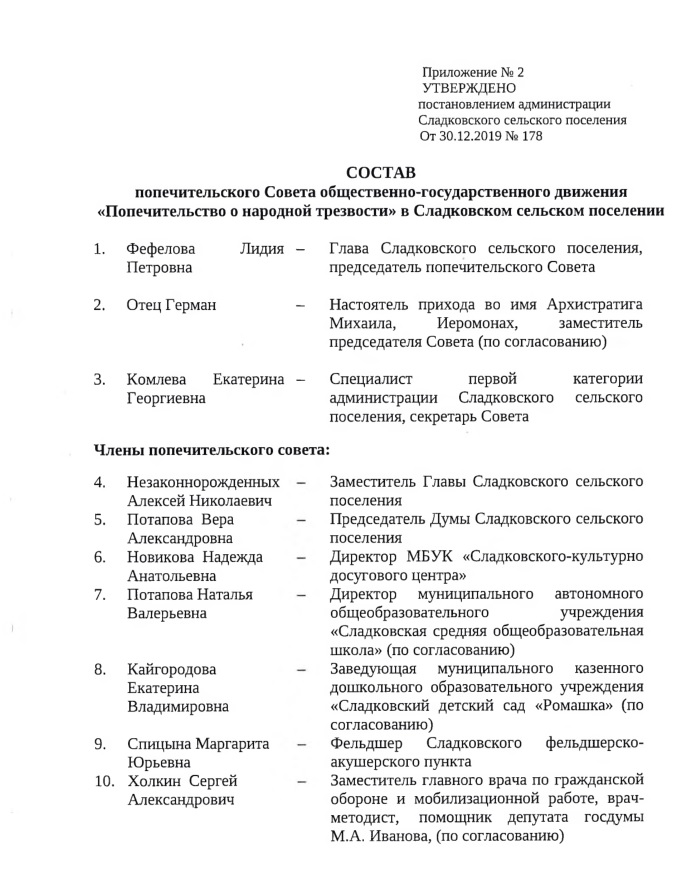 Приложение № 2
УТВЕРЖДЕНО
постановлением администрации
Сладковского сельского поселения
От 30.12.2019 № 178
СОСТАВ
попечительского Совета общественно-государственного движения
«Попечительство о народной трезвости» в Сладковском сельском поселении
1. Фефелова Лидия – Глава Сладковского сельского поселения,
Петровна председатель попечительского Совета
2. Отец Герман – Настоятель прихода во имя Архистратига
Михаила, Иеромонах, заместитель
председателя Совета (по согласованию)
3. Комлева Екатерина – Специалист первой категории
Георгиевна администрации Сладковского сельского
поселения, секретарь Совета
Члены попечительского совета:
4. Незаконнорожденных – Заместитель Главы Сладковского сельского
Алексей Николаевич поселения
5. Потапова Вера – Председатель Думы Сладковского сельского
Александровна поселения
6. Новикова Надежда – Директор МБУК «Сладковского-культурно
Анатольевна досугового центра»
7. Потапова Наталья – Директор муниципального автономного
Валерьевна общеобразовательного учреждения
«Сладковская средняя общеобразовательная
школа» (по согласованию)
8. Кайгородова – Заведующая муниципального казенного
Екатерина дошкольного образовательного учреждения
Владимировна «Сладковский детский сад «Ромашка» (по
согласованию)
9. Спицына Маргарита – Фельдшер Сладковского фельдшерско-
Юрьевна акушерского пункта
10. Холкин Сергей – Заместитель главного врача по гражданской
Александрович обороне и мобилизационной работе, врач-
методист, помощник депутата госдумы
М.А. Иванова, (по согласованию)